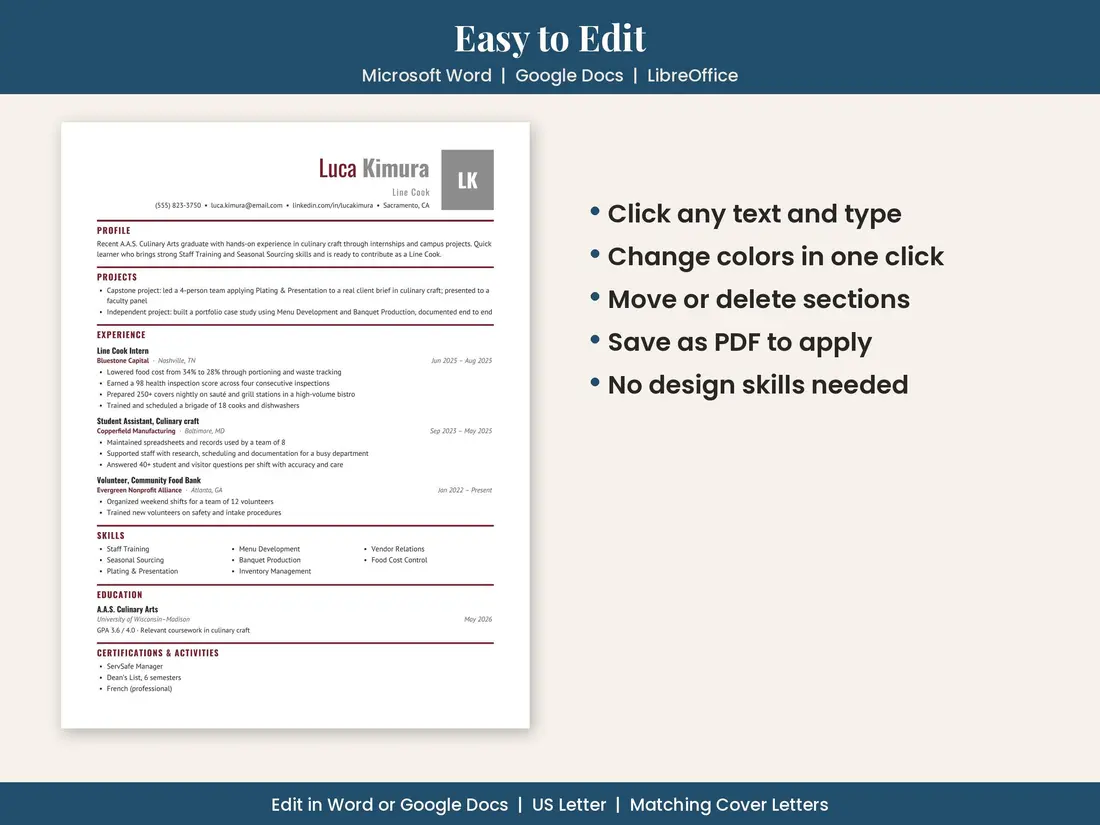 Easy to Edit
Microsoft Word | Google Docs | LibreOffice
Luca Kimura
LK
Line Cook
(555) 823-3750 • luca.kimura@email.com • linkedin.com/in/lucakimura • Sacramento, CA
PROFILE
Recent A.A.S. Culinary Arts graduate with hands-on experience in culinary craft through internships and campus projects. Quick
learner who brings strong Staff Training and Seasonal Sourcing skills and is ready to contribute as a Line Cook.
PROJECTS
• Capstone project: led a 4-person team applying Plating & Presentation to a real client brief in culinary craft; presented to a
faculty panel
• Independent project: built a portfolio case study using Menu Development and Banquet Production, documented end to end
EXPERIENCE
Line Cook Intern
Bluestone Capital · Nashville, TN Jun 2025 – Aug 2025
• Lowered food cost from 34% to 28% through portioning and waste tracking
• Earned a 98 health inspection score across four consecutive inspections
• Prepared 250+ covers nightly on sauté and grill stations in a high-volume bistro
• Trained and scheduled a brigade of 18 cooks and dishwashers
Student Assistant, Culinary craft
Copperfield Manufacturing · Baltimore, MD Sep 2023 – May 2025
• Maintained spreadsheets and records used by a team of 8
• Supported staff with research, scheduling and documentation for a busy department
• Answered 40+ student and visitor questions per shift with accuracy and care
Volunteer, Community Food Bank
Evergreen Nonprofit Alliance · Atlanta, GA Jan 2022 – Present
• Organized weekend shifts for a team of 12 volunteers
• Trained new volunteers on safety and intake procedures
SKILLS
• Staff Training • Menu Development • Vendor Relations
• Seasonal Sourcing • Banquet Production • Food Cost Control
• Plating & Presentation • Inventory Management
EDUCATION
A.A.S. Culinary Arts
University of Wisconsin–Madison May 2026
GPA 3.6 / 4.0 · Relevant coursework in culinary craft
CERTIFICATIONS & ACTIVITIES
• ServSafe Manager
• Dean's List, 6 semesters
• French (professional)
• Click any text and type
• Change colors in one click
• Move or delete sections
• Save as PDF to apply
• No design skills needed
Edit in Word or Google Docs | US Letter | Matching Cover Letters